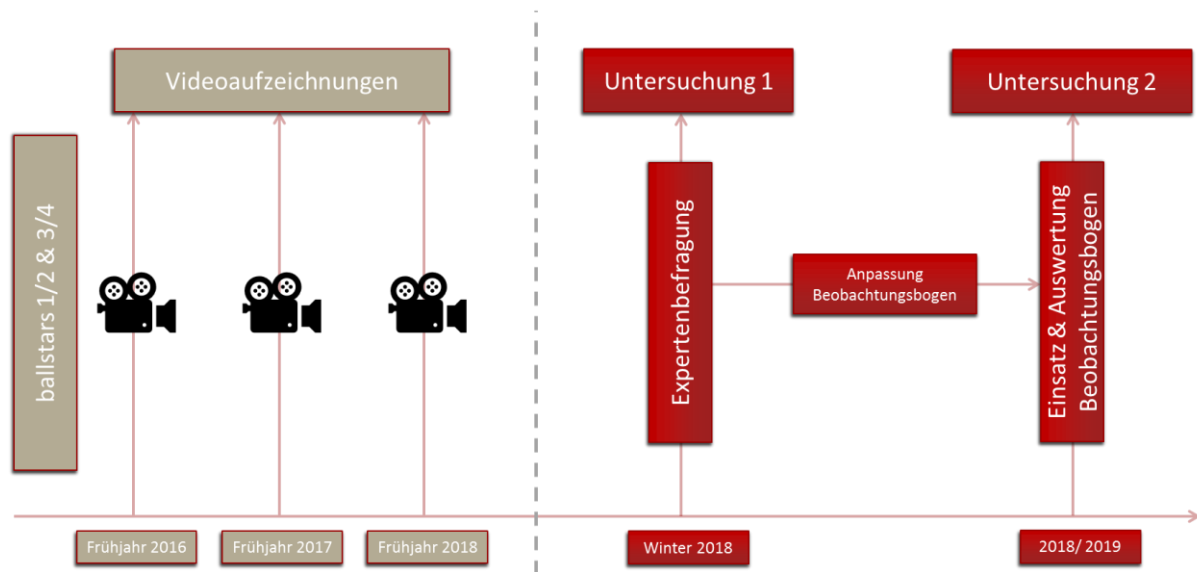 Videoaufzeichnungen
Untersuchung 1
Untersuchung 2
ballstars 1/2 & 3/4
Expertenbefragung
Anpassung
Beobachtungsbogen
Einsatz & Auswertung
Beobachtungsbogen
Frühjahr 2016
Frühjahr 2017
Frühjahr 2018
Winter 2018
2018/ 2019